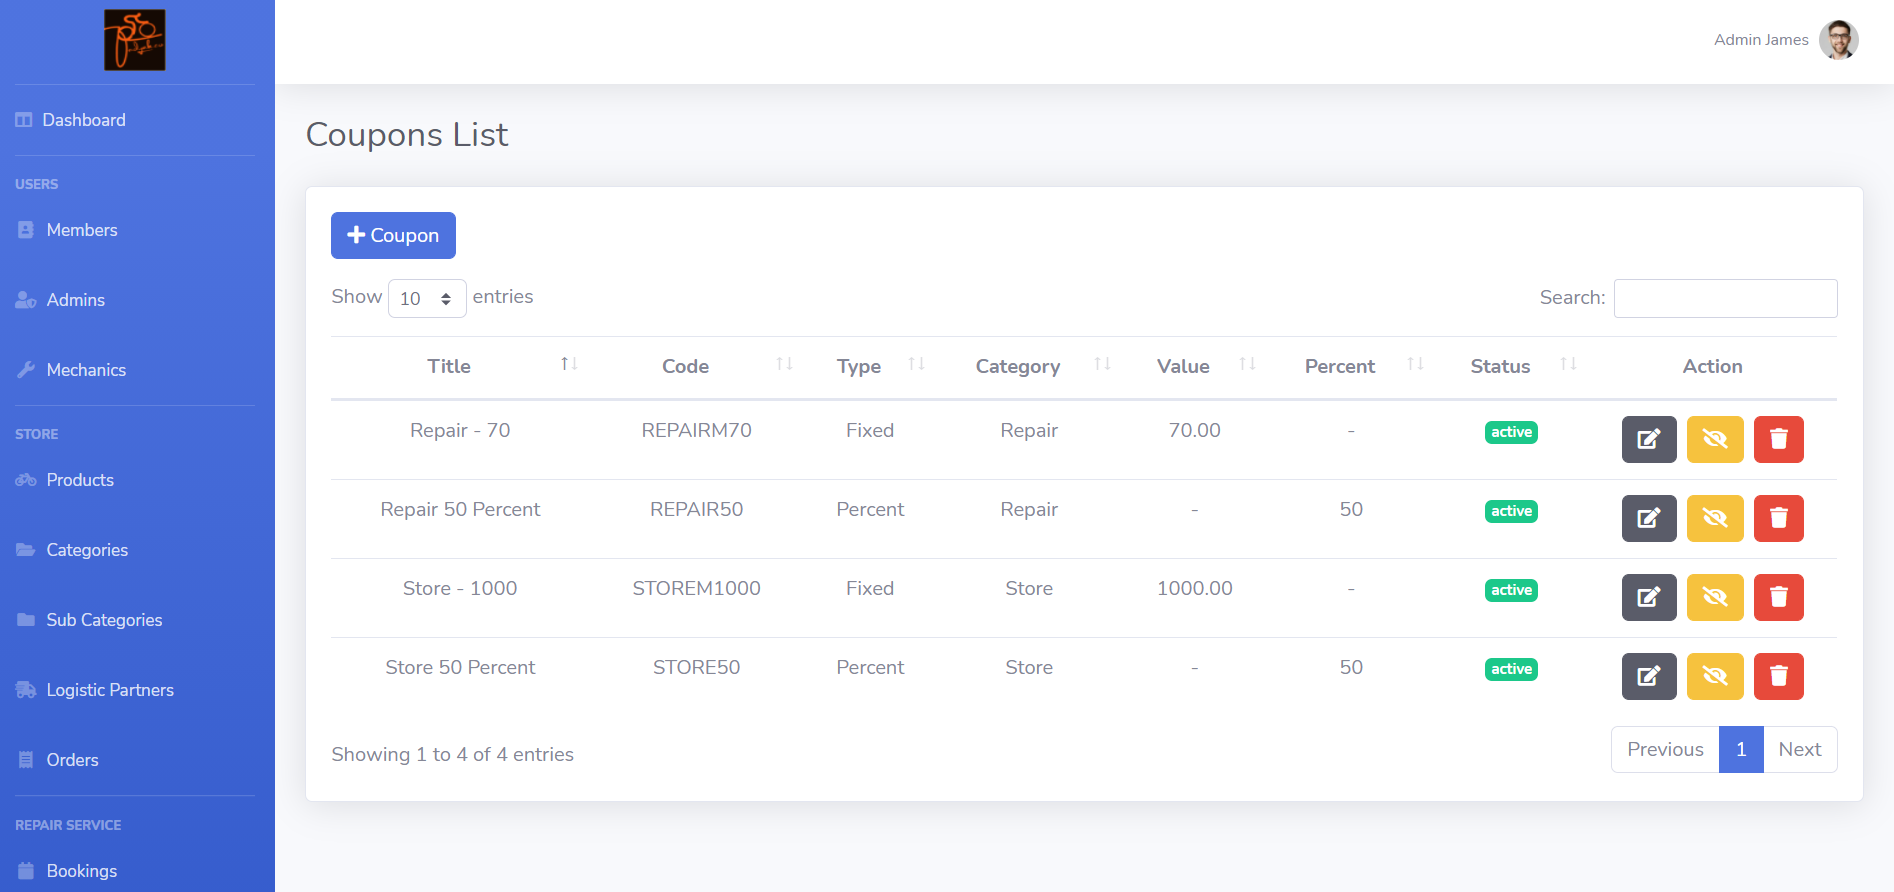 Admin James
Dashboard
USERS
Members
Admins
Mechanics
STORE
Products
Categories
Sub Categories
Logistic Partners
Orders
REPAIR SERVICE
Bookings
Coupons List
Coupon
Show 10 entries
Search:
Title Code Type Category Value Percent Status Action
Repair - 70 REPAIRM70 Fixed Repair 70.00 - active
Repair 50 Percent REPAIR50 Percent Repair - 50 active
Store - 1000 STOREM1000 Fixed Store 1000.00 - active
Store 50 Percent STORE50 Percent Store - 50 active
Showing 1 to 4 of 4 entries
Previous 1 Next